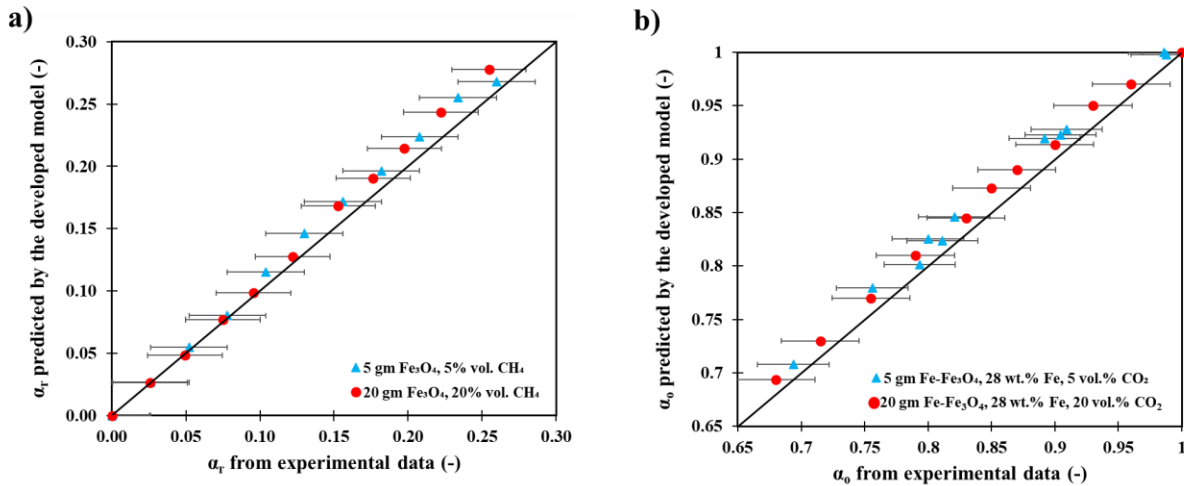 a)
α_r predicted by the developed model (-)
0.30
0.25
0.20
0.15
0.10
0.05
0.00
0.00 0.05 0.10 0.15 0.20 0.25 0.30
α_r from experimental data (-)
5 gm Fe₃O₄, 5% vol. CH₄
20 gm Fe₃O₄, 20% vol. CH₄
b)
α_o predicted by the developed model (-)
1
0.95
0.9
0.85
0.8
0.75
0.7
0.65
0.65 0.7 0.75 0.8 0.85 0.9 0.95 1
α_o from experimental data (-)
5 gm Fe-Fe₃O₄, 28 wt.% Fe, 5 vol.% CO₂
20 gm Fe-Fe₃O₄, 28 wt.% Fe, 20 vol.% CO₂